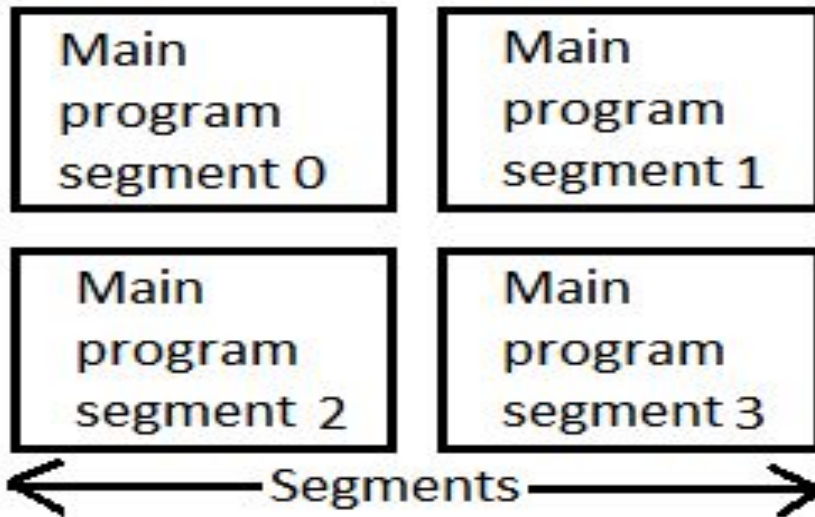 Main
program
segment 0
Main
program
segment 1
Main
program
segment 2
Main
program
segment 3
Segments